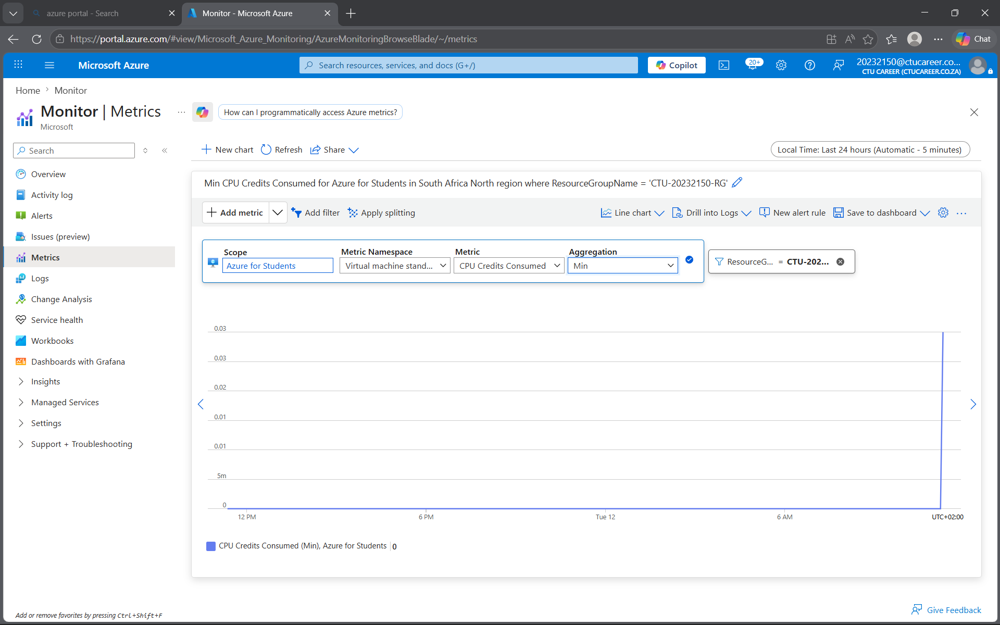 azure portal - Search
Monitor - Microsoft Azure
https://portal.azure.com/#view/Microsoft_Azure_Monitoring/AzureMonitoringBrowseBlade/~/metrics
Chat
Microsoft Azure
Search resources, services, and docs (G+/)
Copilot
20+
20232150@ctucareer.co...
CTU CAREER (CTUCAREER.CO.ZA)
Home > Monitor
Monitor | Metrics
...
How can I programmatically access Azure metrics?
Microsoft
Search
Overview
Activity log
Alerts
Issues (preview)
Metrics
Logs
Change Analysis
Service health
Workbooks
Dashboards with Grafana
Insights
Managed Services
Settings
Support + Troubleshooting
Add or remove favorites by pressing Ctrl+Shift+F
New chart
Refresh
Share
Local Time: Last 24 hours (Automatic - 5 minutes)
Min CPU Credits Consumed for Azure for Students in South Africa North region where ResourceGroupName = 'CTU-20232150-RG'
Add metric
Add filter
Apply splitting
Line chart
Drill into Logs
New alert rule
Save to dashboard
...
Scope
Azure for Students
Metric Namespace
Virtual machine stand...
Metric
CPU Credits Consumed
Aggregation
Min
ResourceG... = CTU-202...
0.03
0.03
0.02
0.01
0.01
5m
0
12 PM
6 PM
Tue 12
6 AM
UTC+02:00
CPU Credits Consumed (Min), Azure for Students | 0
Give Feedback